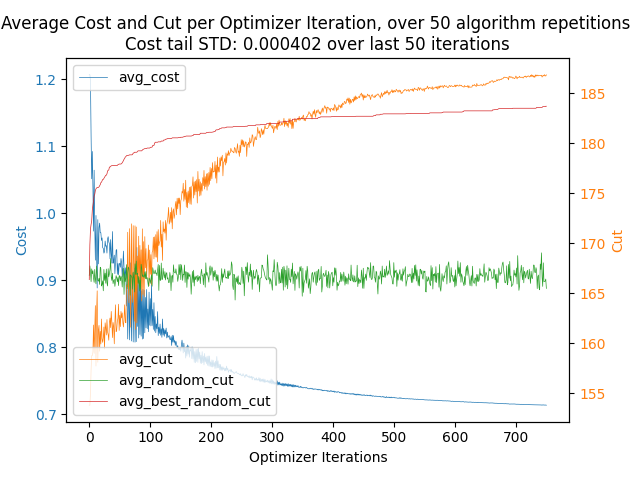 Average Cost and Cut per Optimizer Iteration, over 50 algorithm repetitions
Cost tail STD: 0.000402 over last 50 iterations
avg_cost
1.2
1.1
1.0
0.9
0.8
0.7
Cost
185
180
175
170
165
160
155
Cut
avg_cut
avg_random_cut
avg_best_random_cut
0 100 200 300 400 500 600 700
Optimizer Iterations